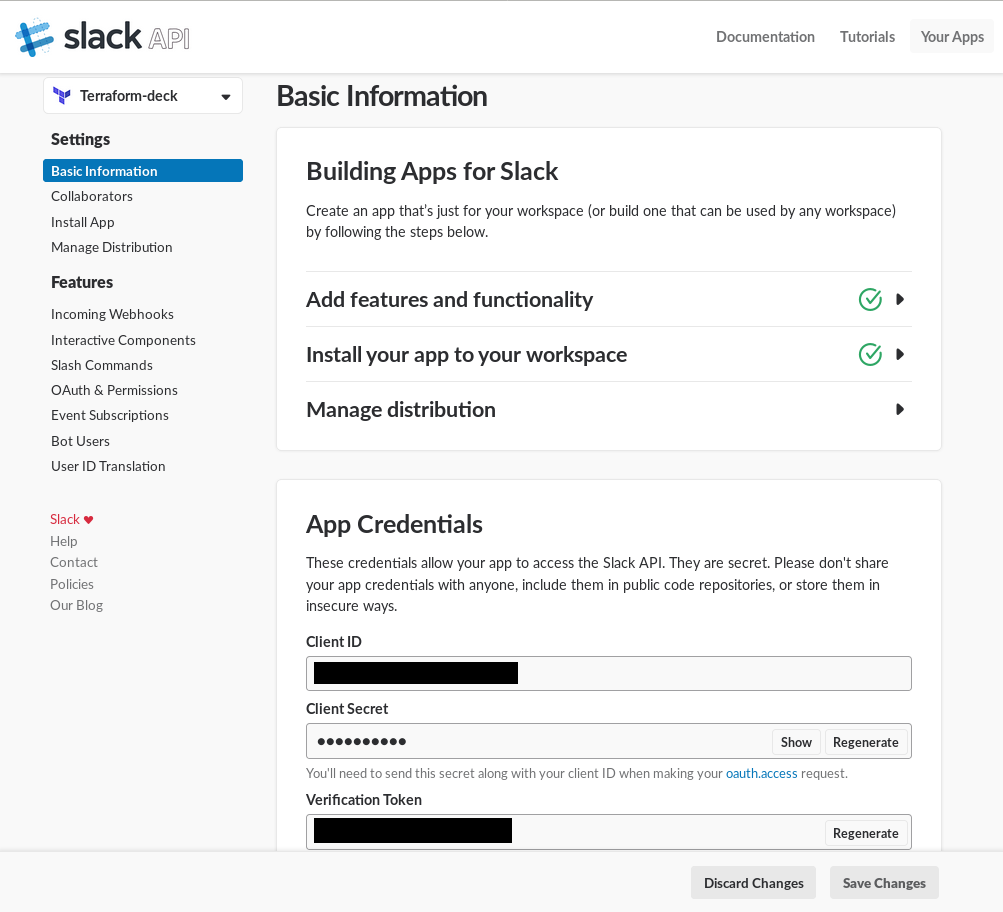 slack API
Documentation
Tutorials
Your Apps
Terraform-deck
Settings
Basic Information
Collaborators
Install App
Manage Distribution
Features
Incoming Webhooks
Interactive Components
Slash Commands
OAuth & Permissions
Event Subscriptions
Bot Users
User ID Translation
Slack ♥
Help
Contact
Policies
Our Blog
Basic Information
Building Apps for Slack
Create an app that's just for your workspace (or build one that can be used by any workspace)
by following the steps below.
Add features and functionality
Install your app to your workspace
Manage distribution
App Credentials
These credentials allow your app to access the Slack API. They are secret. Please don't share
your app credentials with anyone, include them in public code repositories, or store them in
insecure ways.
Client ID
Client Secret
•••••••••• Show Regenerate
You'll need to send this secret along with your client ID when making your oauth.access request.
Verification Token
Regenerate
Discard Changes
Save Changes